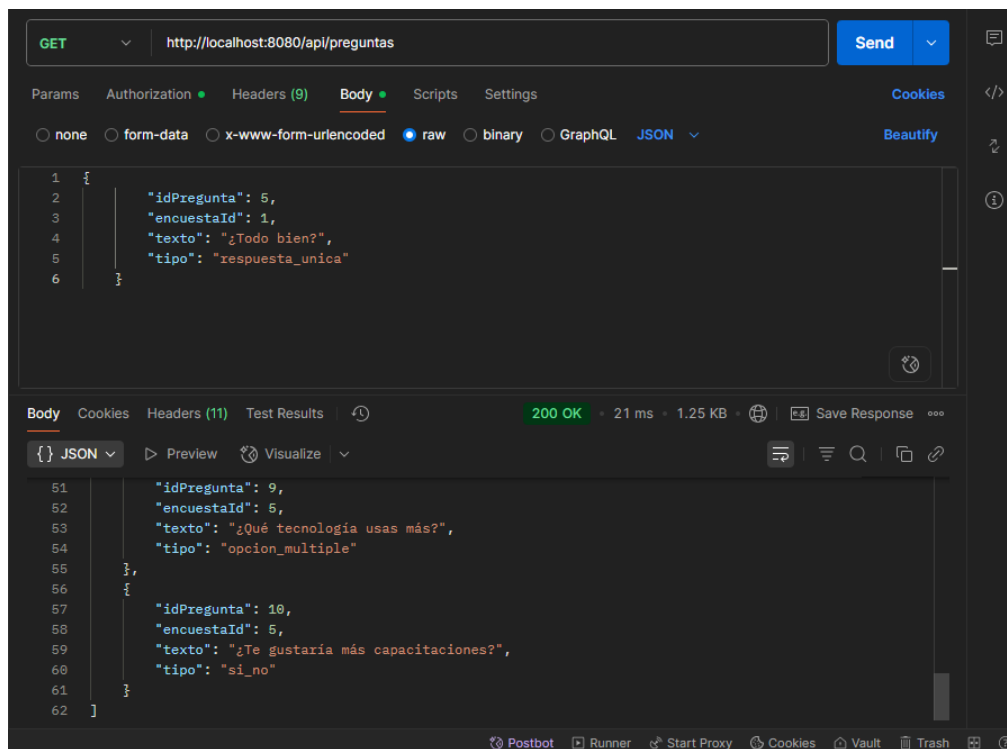 GET http://localhost:8080/api/preguntas Send
Params Authorization Headers (9) Body Scripts Settings Cookies
none form-data x-www-form-urlencoded raw binary GraphQL JSON Beautify
1 {
2 "idPregunta": 5,
3 "encuestaId": 1,
4 "texto": "¿Todo bien?",
5 "tipo": "respuesta_unica"
6 }
Body Cookies Headers (11) Test Results 200 OK • 21 ms • 1.25 KB • e.g. Save Response
{} JSON Preview Visualize
51 "idPregunta": 9,
52 "encuestaId": 5,
53 "texto": "¿Qué tecnología usas más?",
54 "tipo": "opcion_multiple"
55 },
56 {
57 "idPregunta": 10,
58 "encuestaId": 5,
59 "texto": "¿Te gustaría más capacitaciones?",
60 "tipo": "si_no"
61 }
62 ]
Postbot Runner Start Proxy Cookies Vault Trash